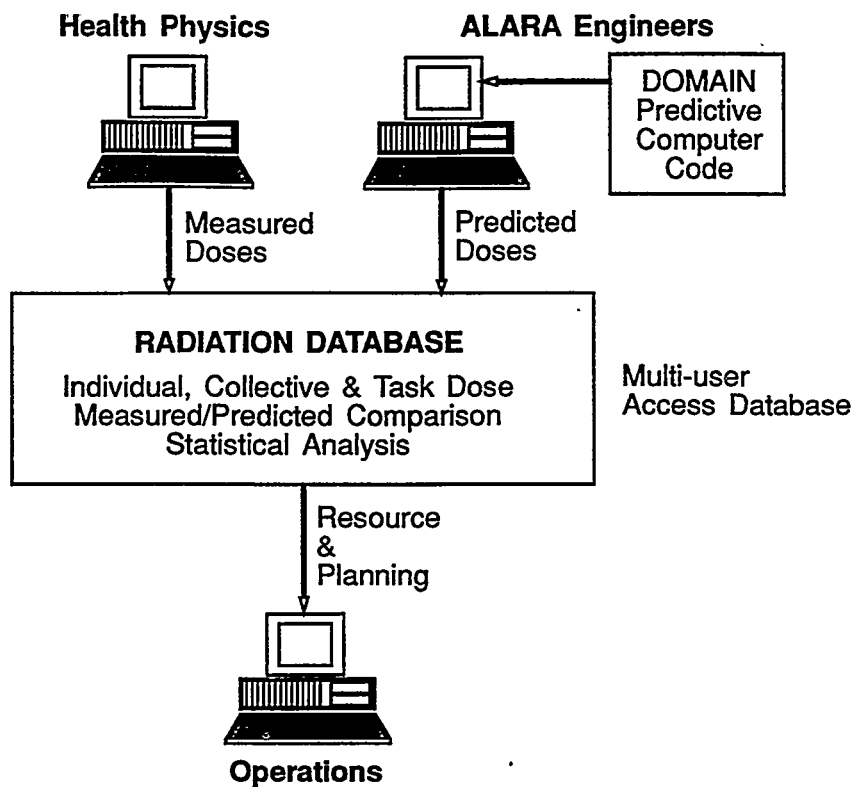 Health Physics
ALARA Engineers
DOMAIN
Predictive
Computer
Code
Measured
Doses
Predicted
Doses
RADIATION DATABASE
Individual, Collective & Task Dose
Measured/Predicted Comparison
Statistical Analysis
Multi-user
Access Database
Resource
&
Planning
Operations